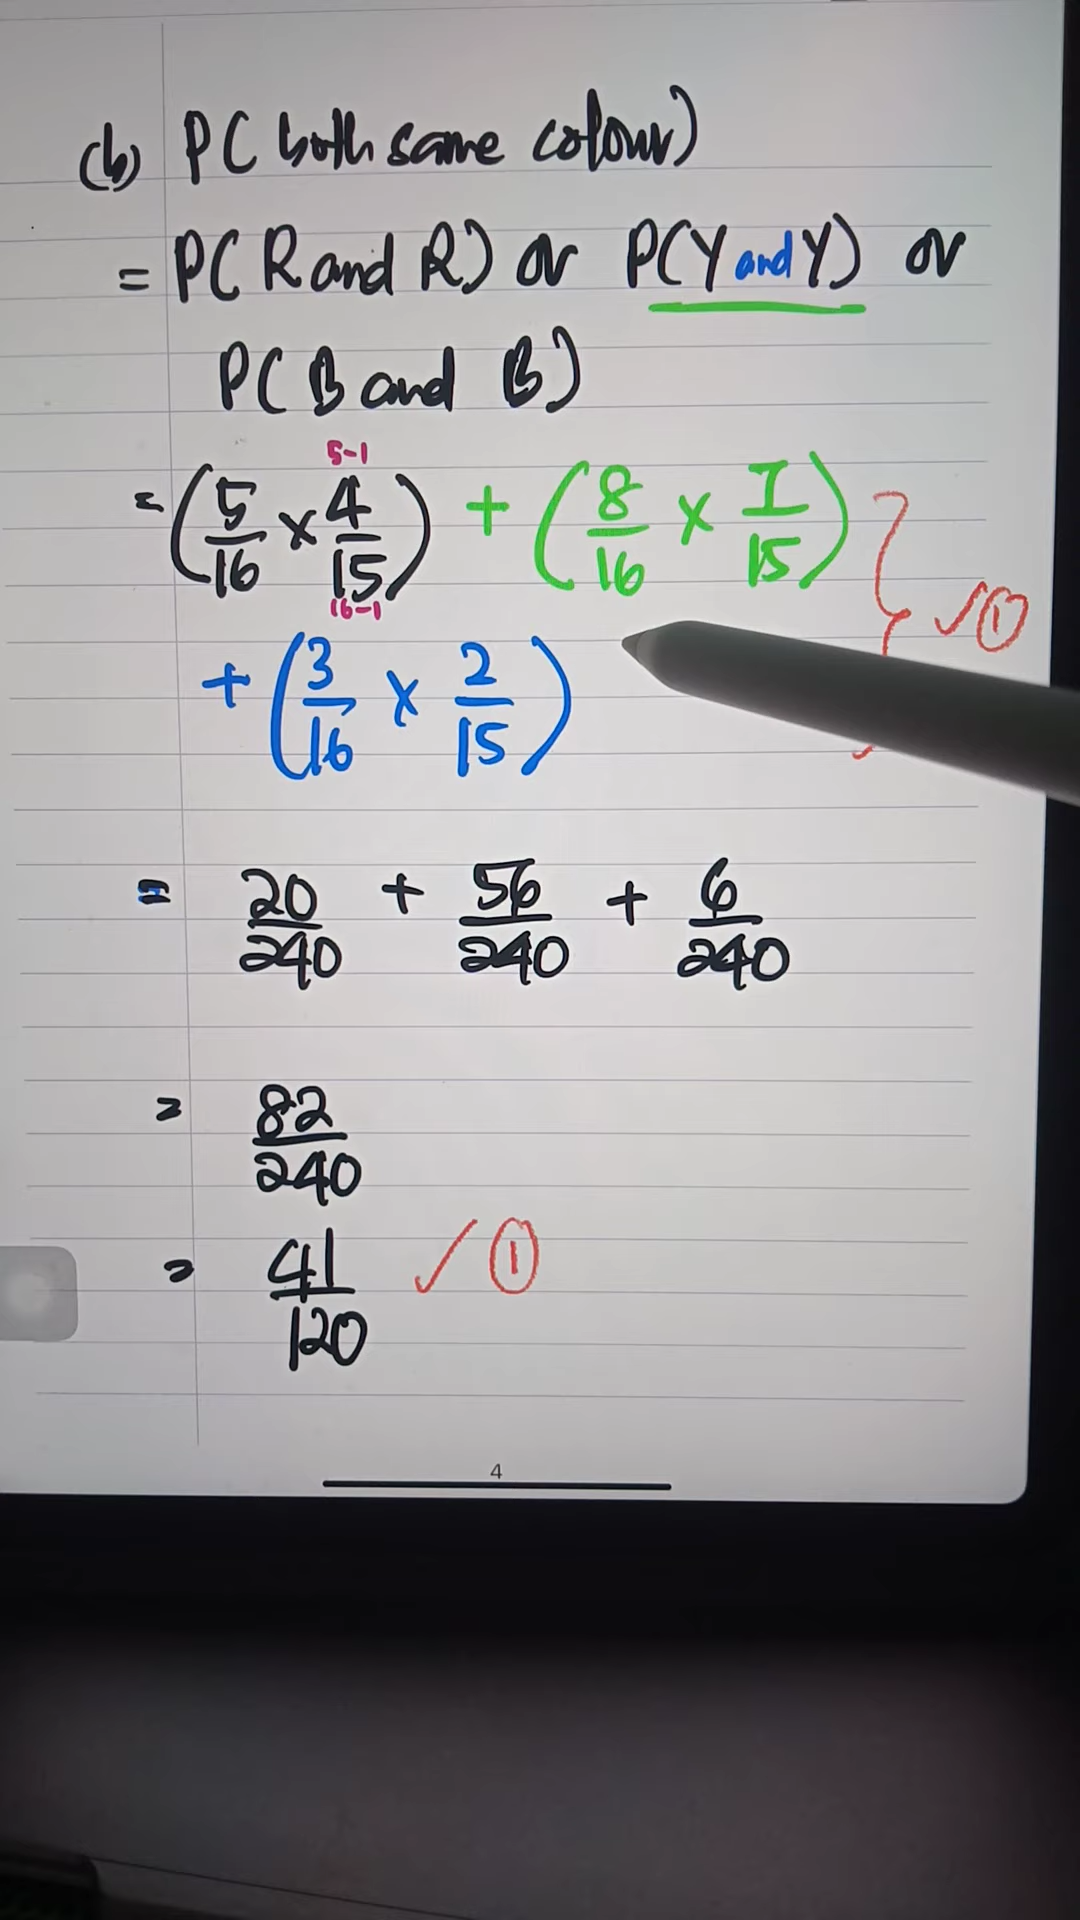 (b) P(both same colour)
= P(R and R) or P(Y and Y) or
P(B and B)
5-1
= (5/16 × 4/15) + (8/16 × 7/15)
16-1
✓①
+ (3/16 × 2/15)
= 20/240 + 56/240 + 6/240
= 82/240
= 41/120 ✓①
4